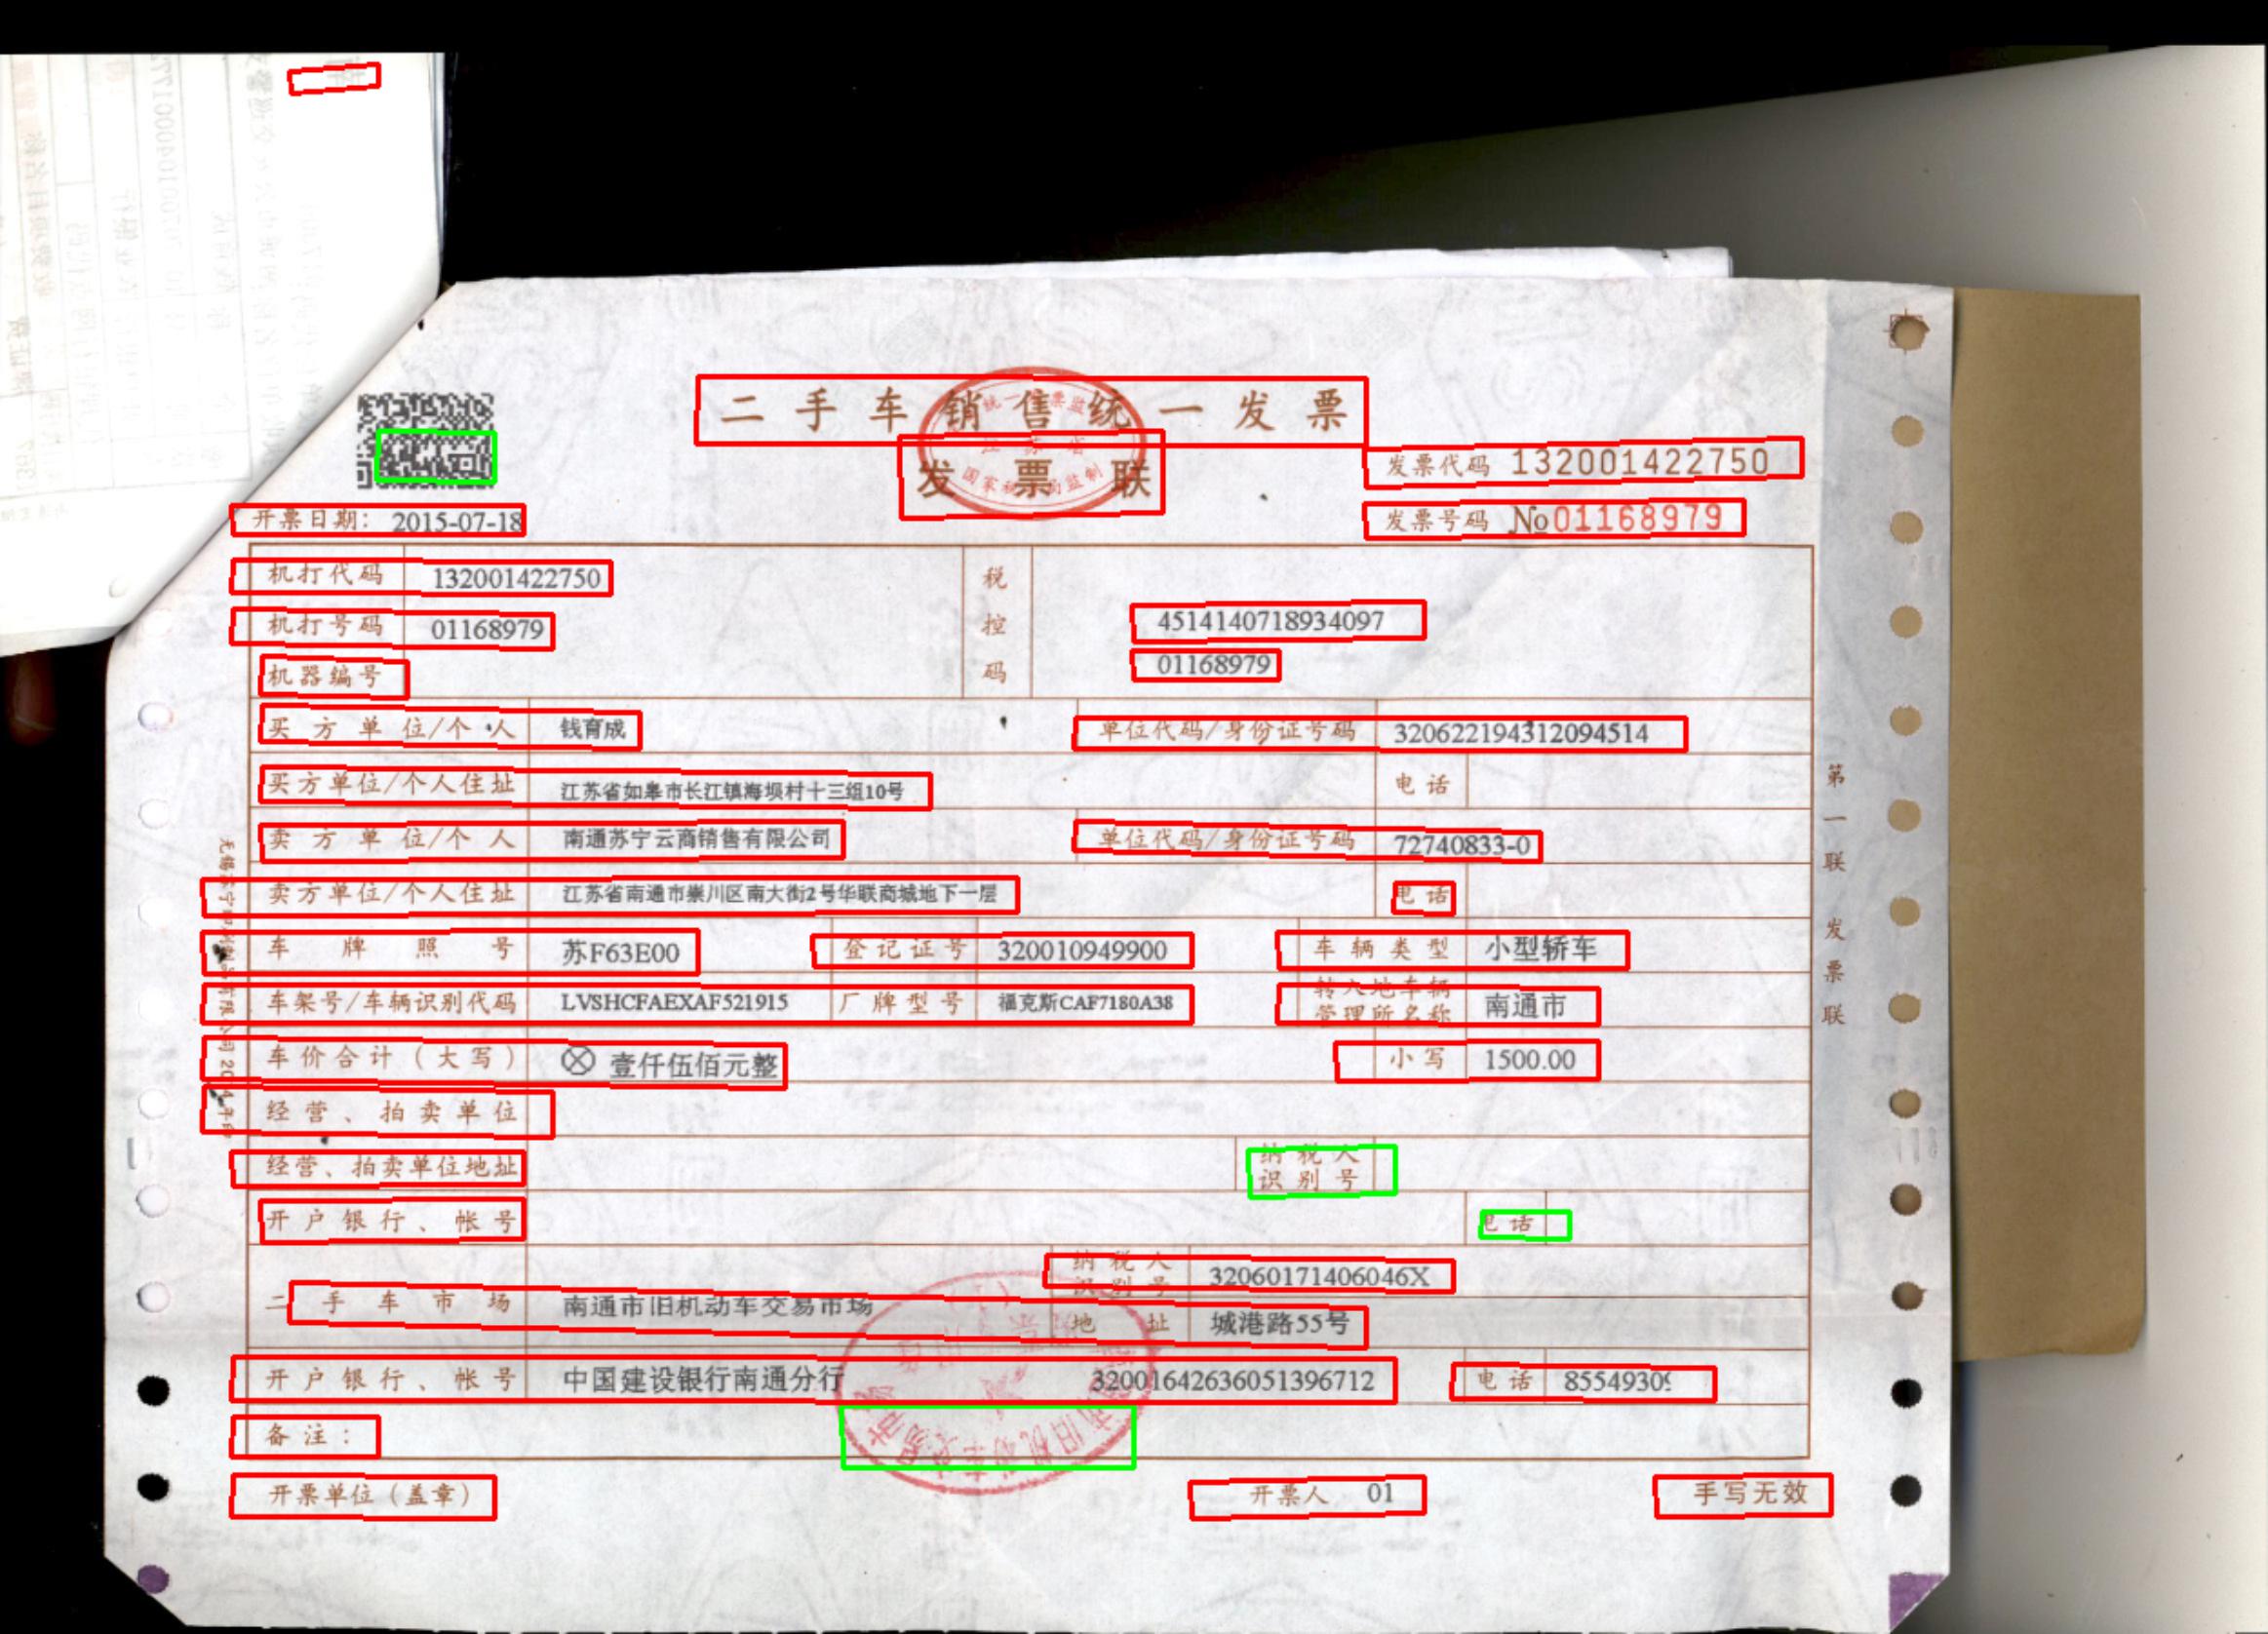 二手车销售统一发票
发票联
发票代码 132001422750
发票号码 No01168979
开票日期: 2015-07-18
机打代码 132001422750
机打号码 01168979
机器编号
税控码
4514140718934097
01168979
买方单位/个人 钱育成 单位代码/身份证号码 320622194312094514
买方单位/个人住址 江苏省如皋市长江镇海坝村十三组10号 电话
卖方单位/个人 南通苏宁云商销售有限公司 单位代码/身份证号码 72740833-0
卖方单位/个人住址 江苏省南通市崇川区南大街2号华联商城地下一层 电话
车牌照号 苏F63E00 登记证号 320010949900 车辆类型 小型轿车
车架号/车辆识别代码 LVSHCFAEXAF521915 厂牌型号 福克斯CAF7180A38 转入地车辆管理所名称 南通市
车价合计(大写) ⊗ 壹仟伍佰元整 小写 1500.00
经营、拍卖单位
经营、拍卖单位地址 纳税人识别号
开户银行、帐号 电话
二手车市场 南通市旧机动车交易市场 纳税人识别号 32060171406046X
地址 城港路55号
开户银行、帐号 中国建设银行南通分行 32001642636051396712 电话 8554930
备注:
开票单位(盖章) 开票人 01 手写无效
第一联 发票联